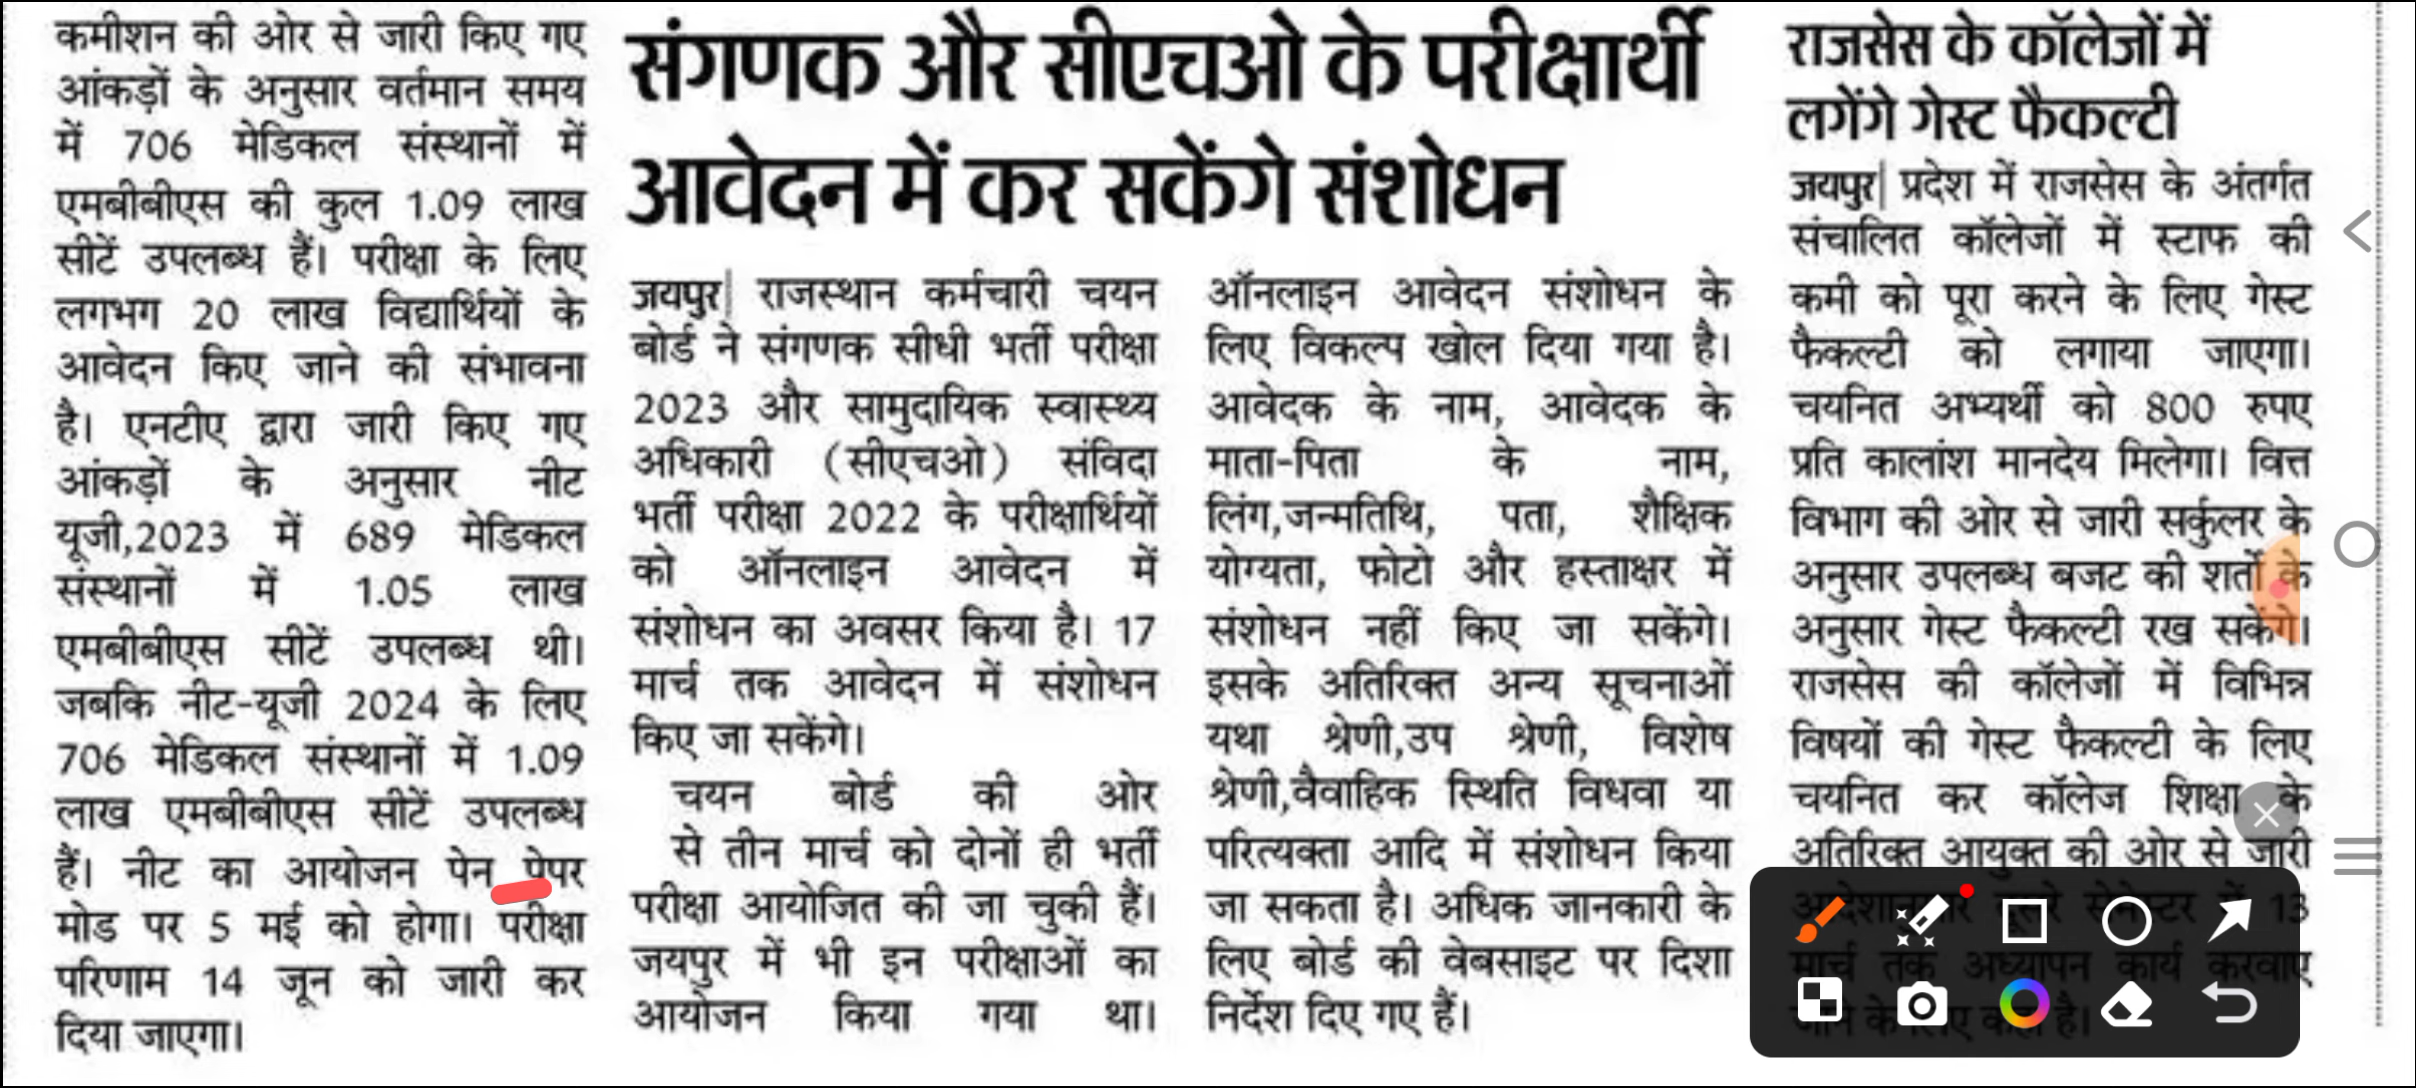 कमीशन की ओर से जारी किए गए
आंकड़ों के अनुसार वर्तमान समय
में 706 मेडिकल संस्थानों में
एमबीबीएस की कुल 1.09 लाख
सीटें उपलब्ध हैं। परीक्षा के लिए
लगभग 20 लाख विद्यार्थियों के
आवेदन किए जाने की संभावना
है। एनटीए द्वारा जारी किए गए
आंकड़ों के अनुसार नीट
यूजी,2023 में 689 मेडिकल
संस्थानों में 1.05 लाख
एमबीबीएस सीटें उपलब्ध थी।
जबकि नीट-यूजी 2024 के लिए
706 मेडिकल संस्थानों में 1.09
लाख एमबीबीएस सीटें उपलब्ध
हैं। नीट का आयोजन पेन पेपर
मोड पर 5 मई को होगा। परीक्षा
परिणाम 14 जून को जारी कर
दिया जाएगा।
संगणक और सीएचओ के परीक्षार्थी
आवेदन में कर सकेंगे संशोधन
जयपुर| राजस्थान कर्मचारी चयन
बोर्ड ने संगणक सीधी भर्ती परीक्षा
2023 और सामुदायिक स्वास्थ्य
अधिकारी (सीएचओ) संविदा
भर्ती परीक्षा 2022 के परीक्षार्थियों
को ऑनलाइन आवेदन में
संशोधन का अवसर किया है। 17
मार्च तक आवेदन में संशोधन
किए जा सकेंगे।
चयन बोर्ड की ओर
से तीन मार्च को दोनों ही भर्ती
परीक्षा आयोजित की जा चुकी हैं।
जयपुर में भी इन परीक्षाओं का
आयोजन किया गया था।
ऑनलाइन आवेदन संशोधन के
लिए विकल्प खोल दिया गया है।
आवेदक के नाम, आवेदक के
माता-पिता के नाम,
लिंग,जन्मतिथि, पता, शैक्षिक
योग्यता, फोटो और हस्ताक्षर में
संशोधन नहीं किए जा सकेंगे।
इसके अतिरिक्त अन्य सूचनाओं
यथा श्रेणी,उप श्रेणी, विशेष
श्रेणी,वैवाहिक स्थिति विधवा या
परित्यक्ता आदि में संशोधन किया
जा सकता है। अधिक जानकारी के
लिए बोर्ड की वेबसाइट पर दिशा
निर्देश दिए गए हैं।
राजसेस के कॉलेजों में
लगेंगे गेस्ट फैकल्टी
जयपुर| प्रदेश में राजसेस के अंतर्गत
संचालित कॉलेजों में स्टाफ की
कमी को पूरा करने के लिए गेस्ट
फैकल्टी को लगाया जाएगा।
चयनित अभ्यर्थी को 800 रुपए
प्रति कालांश मानदेय मिलेगा। वित्त
विभाग की ओर से जारी सर्कुलर के
अनुसार उपलब्ध बजट की शर्तों के
अनुसार गेस्ट फैकल्टी रख सकेंगे।
राजसेस की कॉलेजों में विभिन्न
विषयों की गेस्ट फैकल्टी के लिए
चयनित कर कॉलेज शिक्षा के
अतिरिक्त आयुक्त की ओर से जारी
13
मार्च तक अध्यापन कार्य करवाए